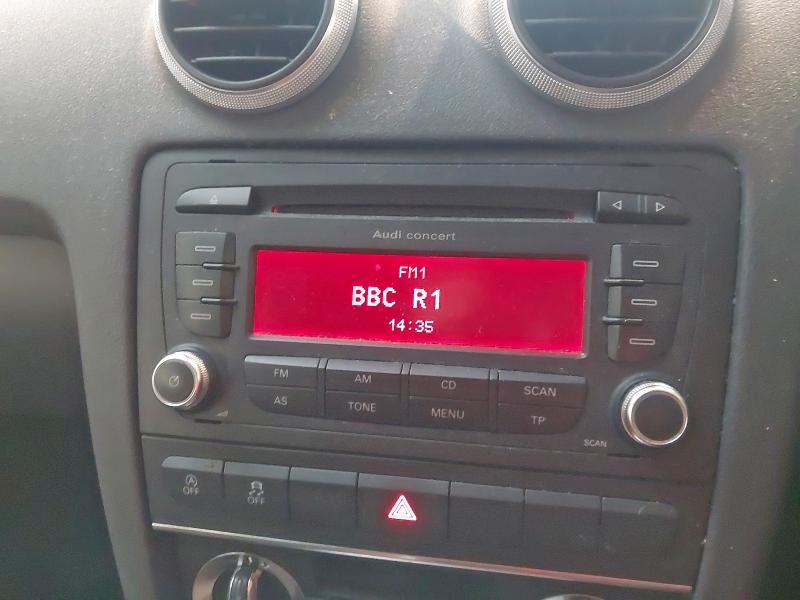 Audi concert
FM1
BBC R1
14:35
FM AM CD SCAN
AS TONE MENU TP
SCAN
OFF OFF